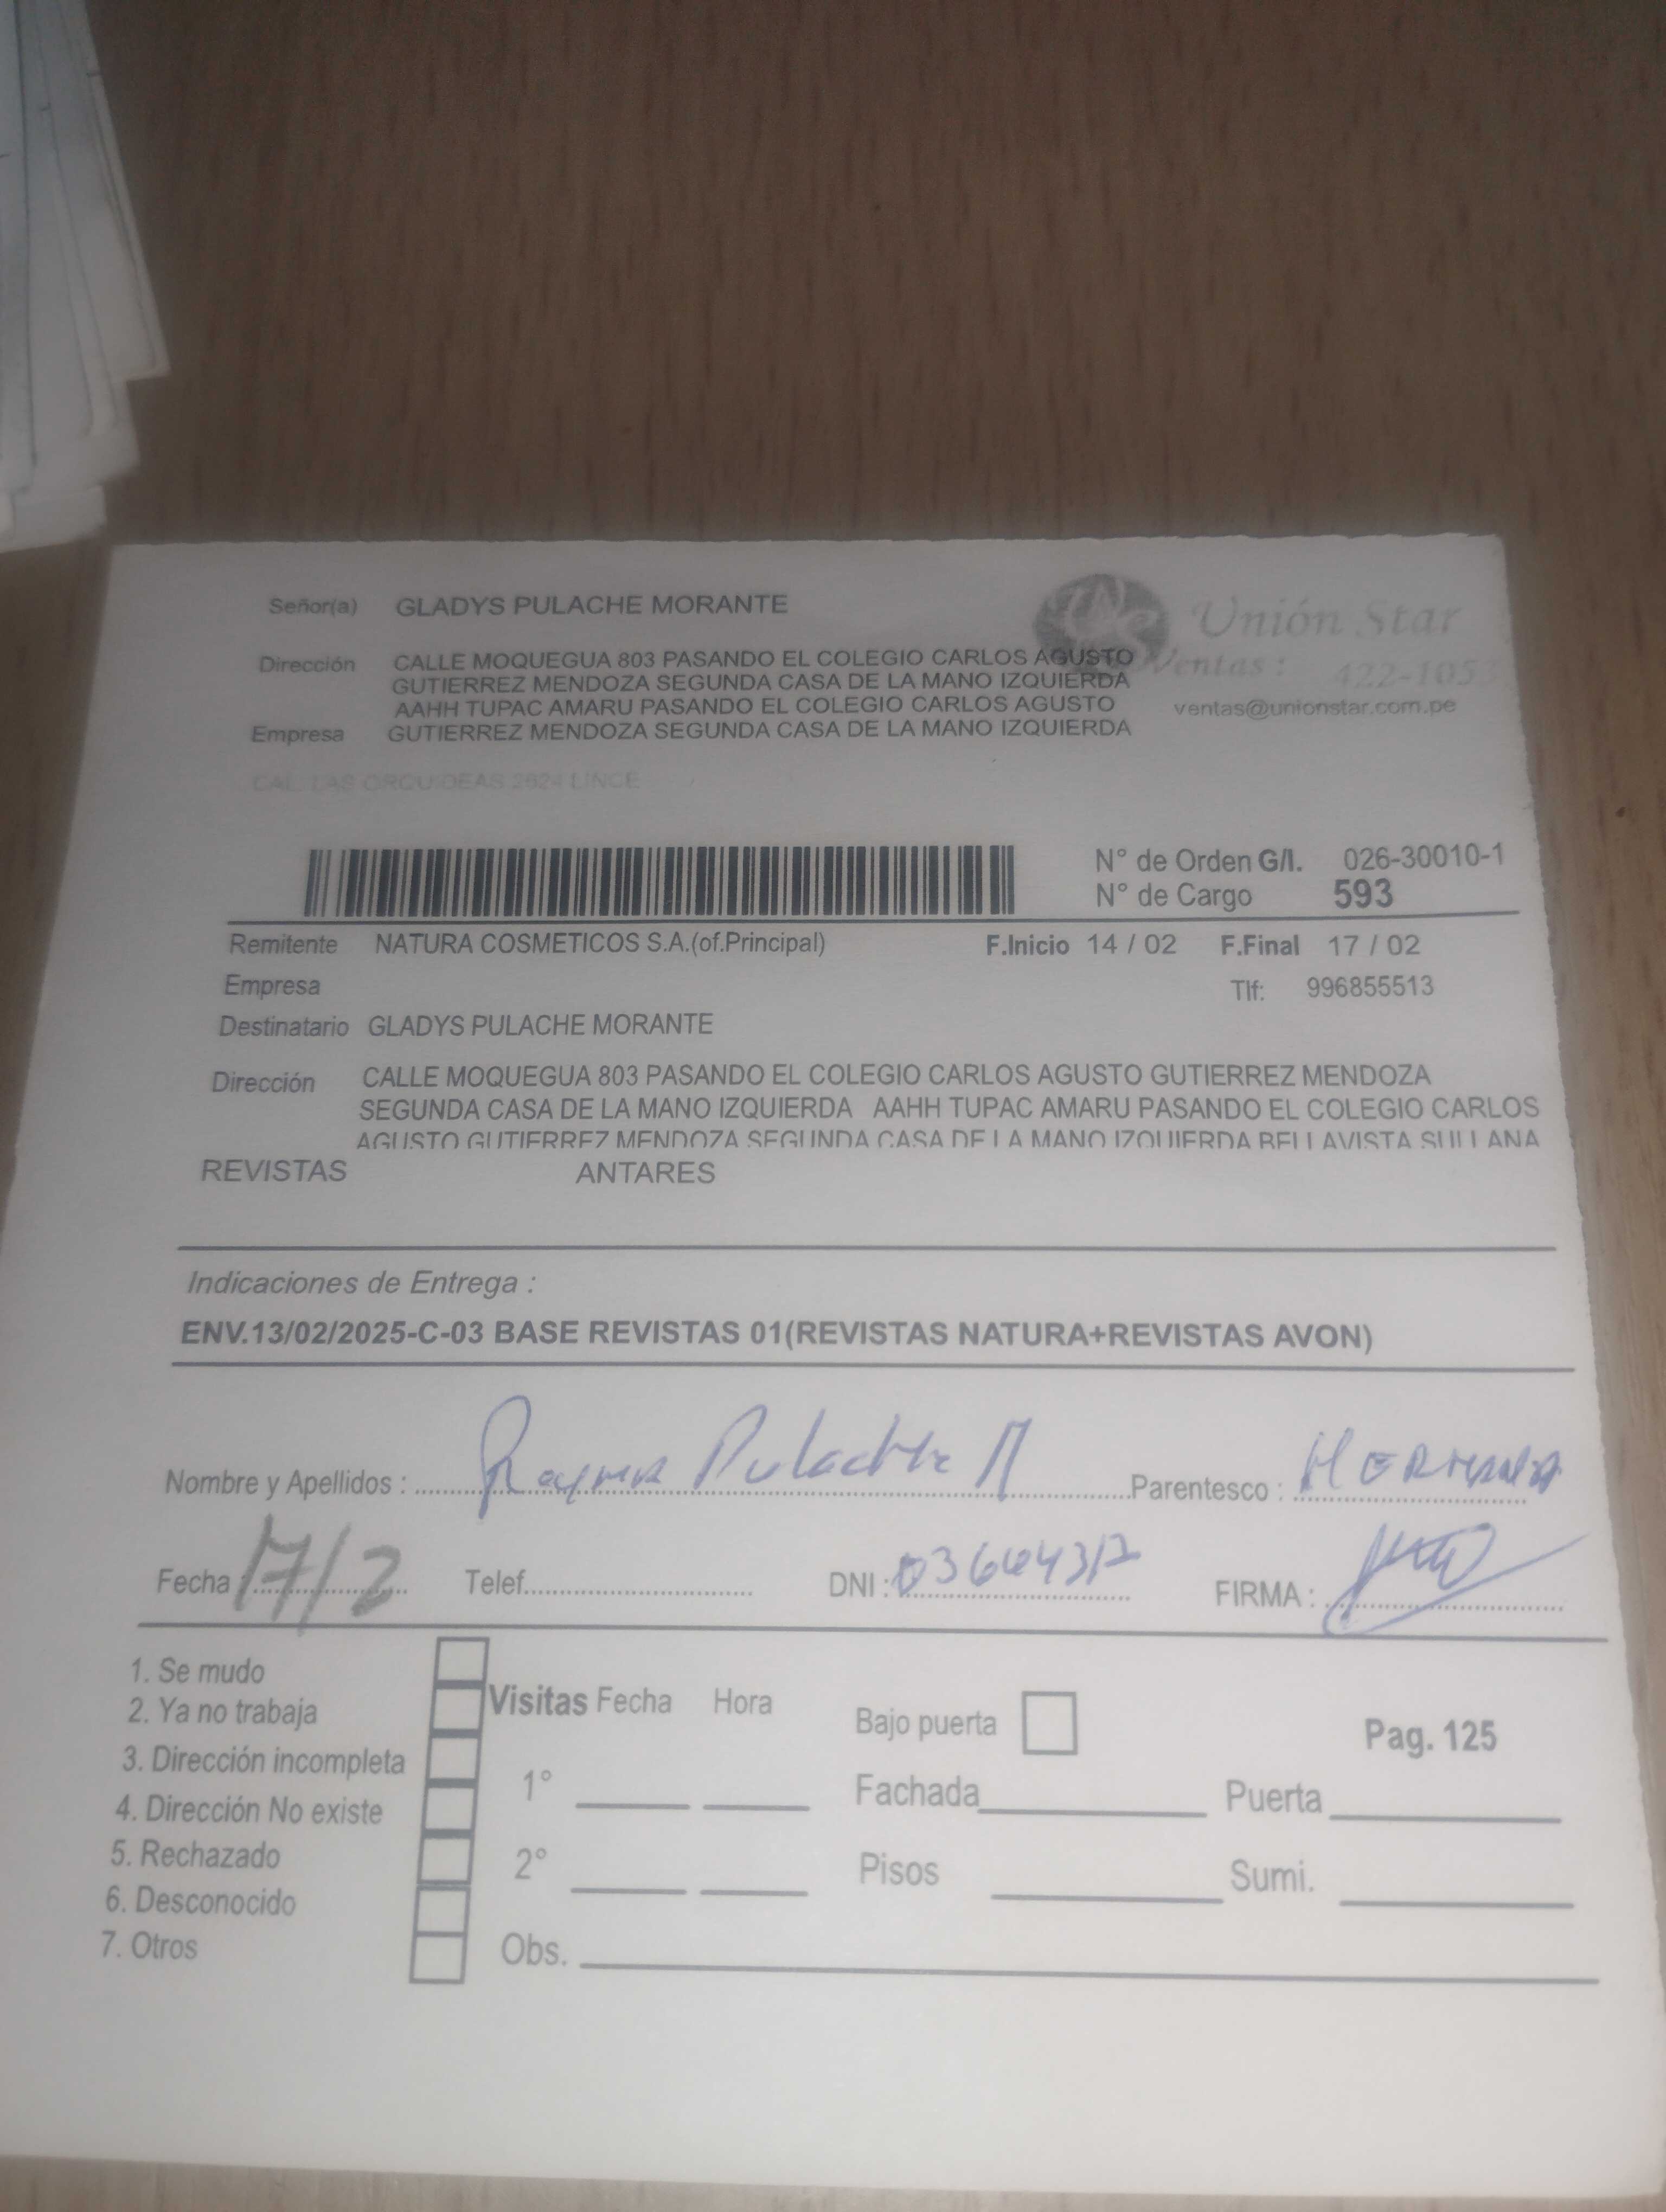 Señor(a) GLADYS PULACHE MORANTE
Unión Star
Dirección CALLE MOQUEGUA 803 PASANDO EL COLEGIO CARLOS AGUSTO
Ventas : 422-105
GUTIERREZ MENDOZA SEGUNDA CASA DE LA MANO IZQUIERDA
AAHH TUPAC AMARU PASANDO EL COLEGIO CARLOS AGUSTO
ventas@unionstar.com.pe
Empresa GUTIERREZ MENDOZA SEGUNDA CASA DE LA MANO IZQUIERDA
CAL. LAS ORQUIDEAS 2624 LINCE
N° de Orden G/I. 026-30010-1
N° de Cargo 593
Remitente NATURA COSMETICOS S.A.(of.Principal) F.Inicio 14 / 02 F.Final 17 / 02
Empresa Tlf: 996855513
Destinatario GLADYS PULACHE MORANTE
Dirección CALLE MOQUEGUA 803 PASANDO EL COLEGIO CARLOS AGUSTO GUTIERREZ MENDOZA
SEGUNDA CASA DE LA MANO IZQUIERDA AAHH TUPAC AMARU PASANDO EL COLEGIO CARLOS
AGUSTO GUTIERREZ MENDOZA SEGUNDA CASA DE LA MANO IZQUIERDA BELLAVISTA SULLANA
REVISTAS ANTARES
Indicaciones de Entrega :
ENV.13/02/2025-C-03 BASE REVISTAS 01(REVISTAS NATURA+REVISTAS AVON)
Nombre y Apellidos : Pulache M Parentesco : HERMANA
Fecha : 17/2 Telef. DNI : FIRMA :
1. Se mudo
2. Ya no trabaja
3. Dirección incompleta
4. Dirección No existe
5. Rechazado
6. Desconocido
7. Otros
Visitas Fecha Hora
1°
2°
Obs.
Bajo puerta
Pag. 125
Fachada Puerta
Pisos Sumi.